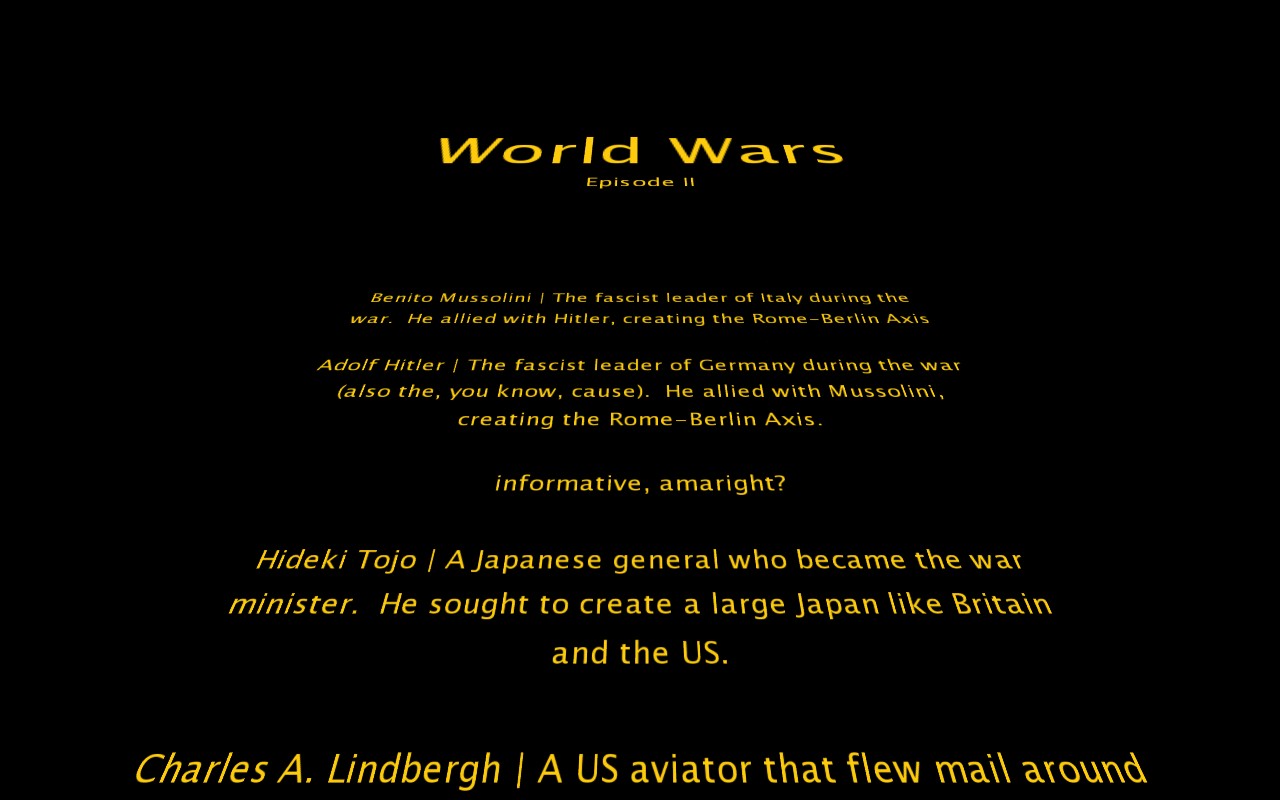 World Wars
Episode II
Benito Mussolini | The fascist leader of Italy during the
war.  He allied with Hitler, creating the Rome-Berlin Axis
Adolf Hitler | The fascist leader of Germany during the war
(also the, you know, cause).  He allied with Mussolini,
creating the Rome-Berlin Axis.
informative, amaright?
Hideki Tojo | A Japanese general who became the war
minister.  He sought to create a large Japan like Britain
and the US.
Charles A. Lindbergh | A US aviator that flew mail around